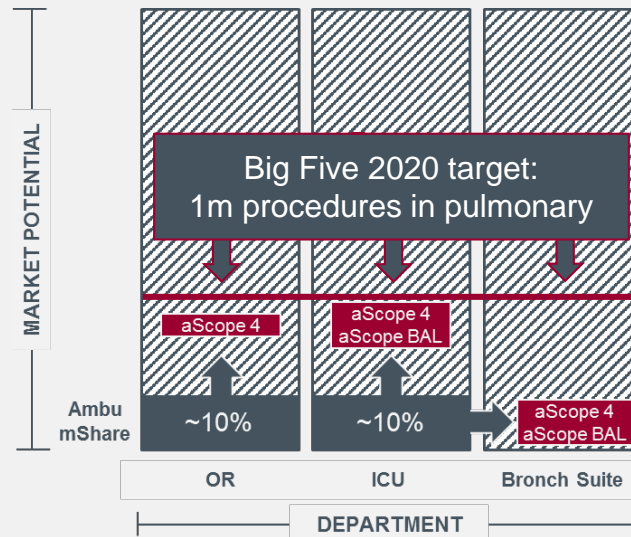 MARKET POTENTIAL
Big Five 2020 target:
1m procedures in pulmonary
aScope 4
aScope 4
aScope BAL
Ambu
mShare
~10%
~10%
aScope 4
aScope BAL
OR
ICU
Bronch Suite
DEPARTMENT